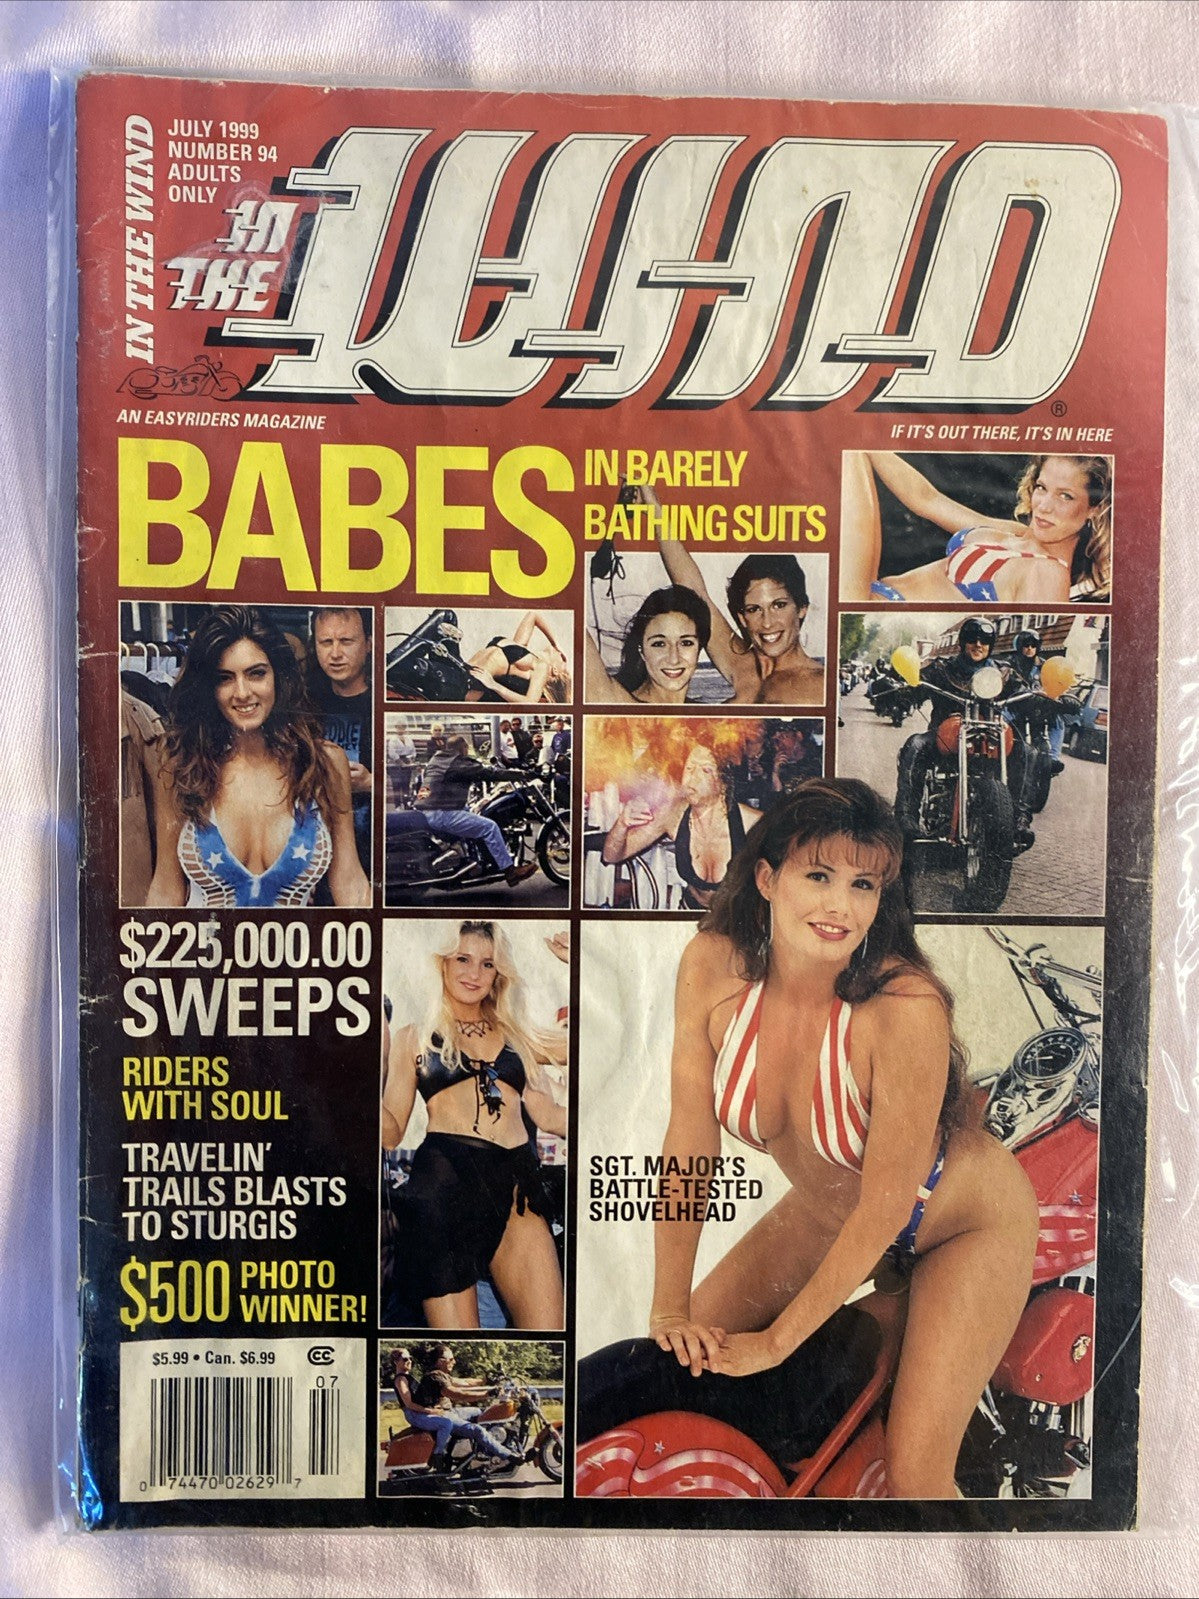 IN THE WIND
JULY 1999
NUMBER 94
ADULTS
ONLY
IN
THE
WIND
®
AN EASYRIDERS MAGAZINE
IF IT'S OUT THERE, IT'S IN HERE
BABES
IN BARELY
BATHING SUITS
$225,000.00
SWEEPS
RIDERS
WITH SOUL
TRAVELIN'
TRAILS BLASTS
TO STURGIS
$500
PHOTO
WINNER!
SGT. MAJOR'S
BATTLE-TESTED
SHOVELHEAD
$5.99 • Can. $6.99
CC
07
0 74470 02629 7